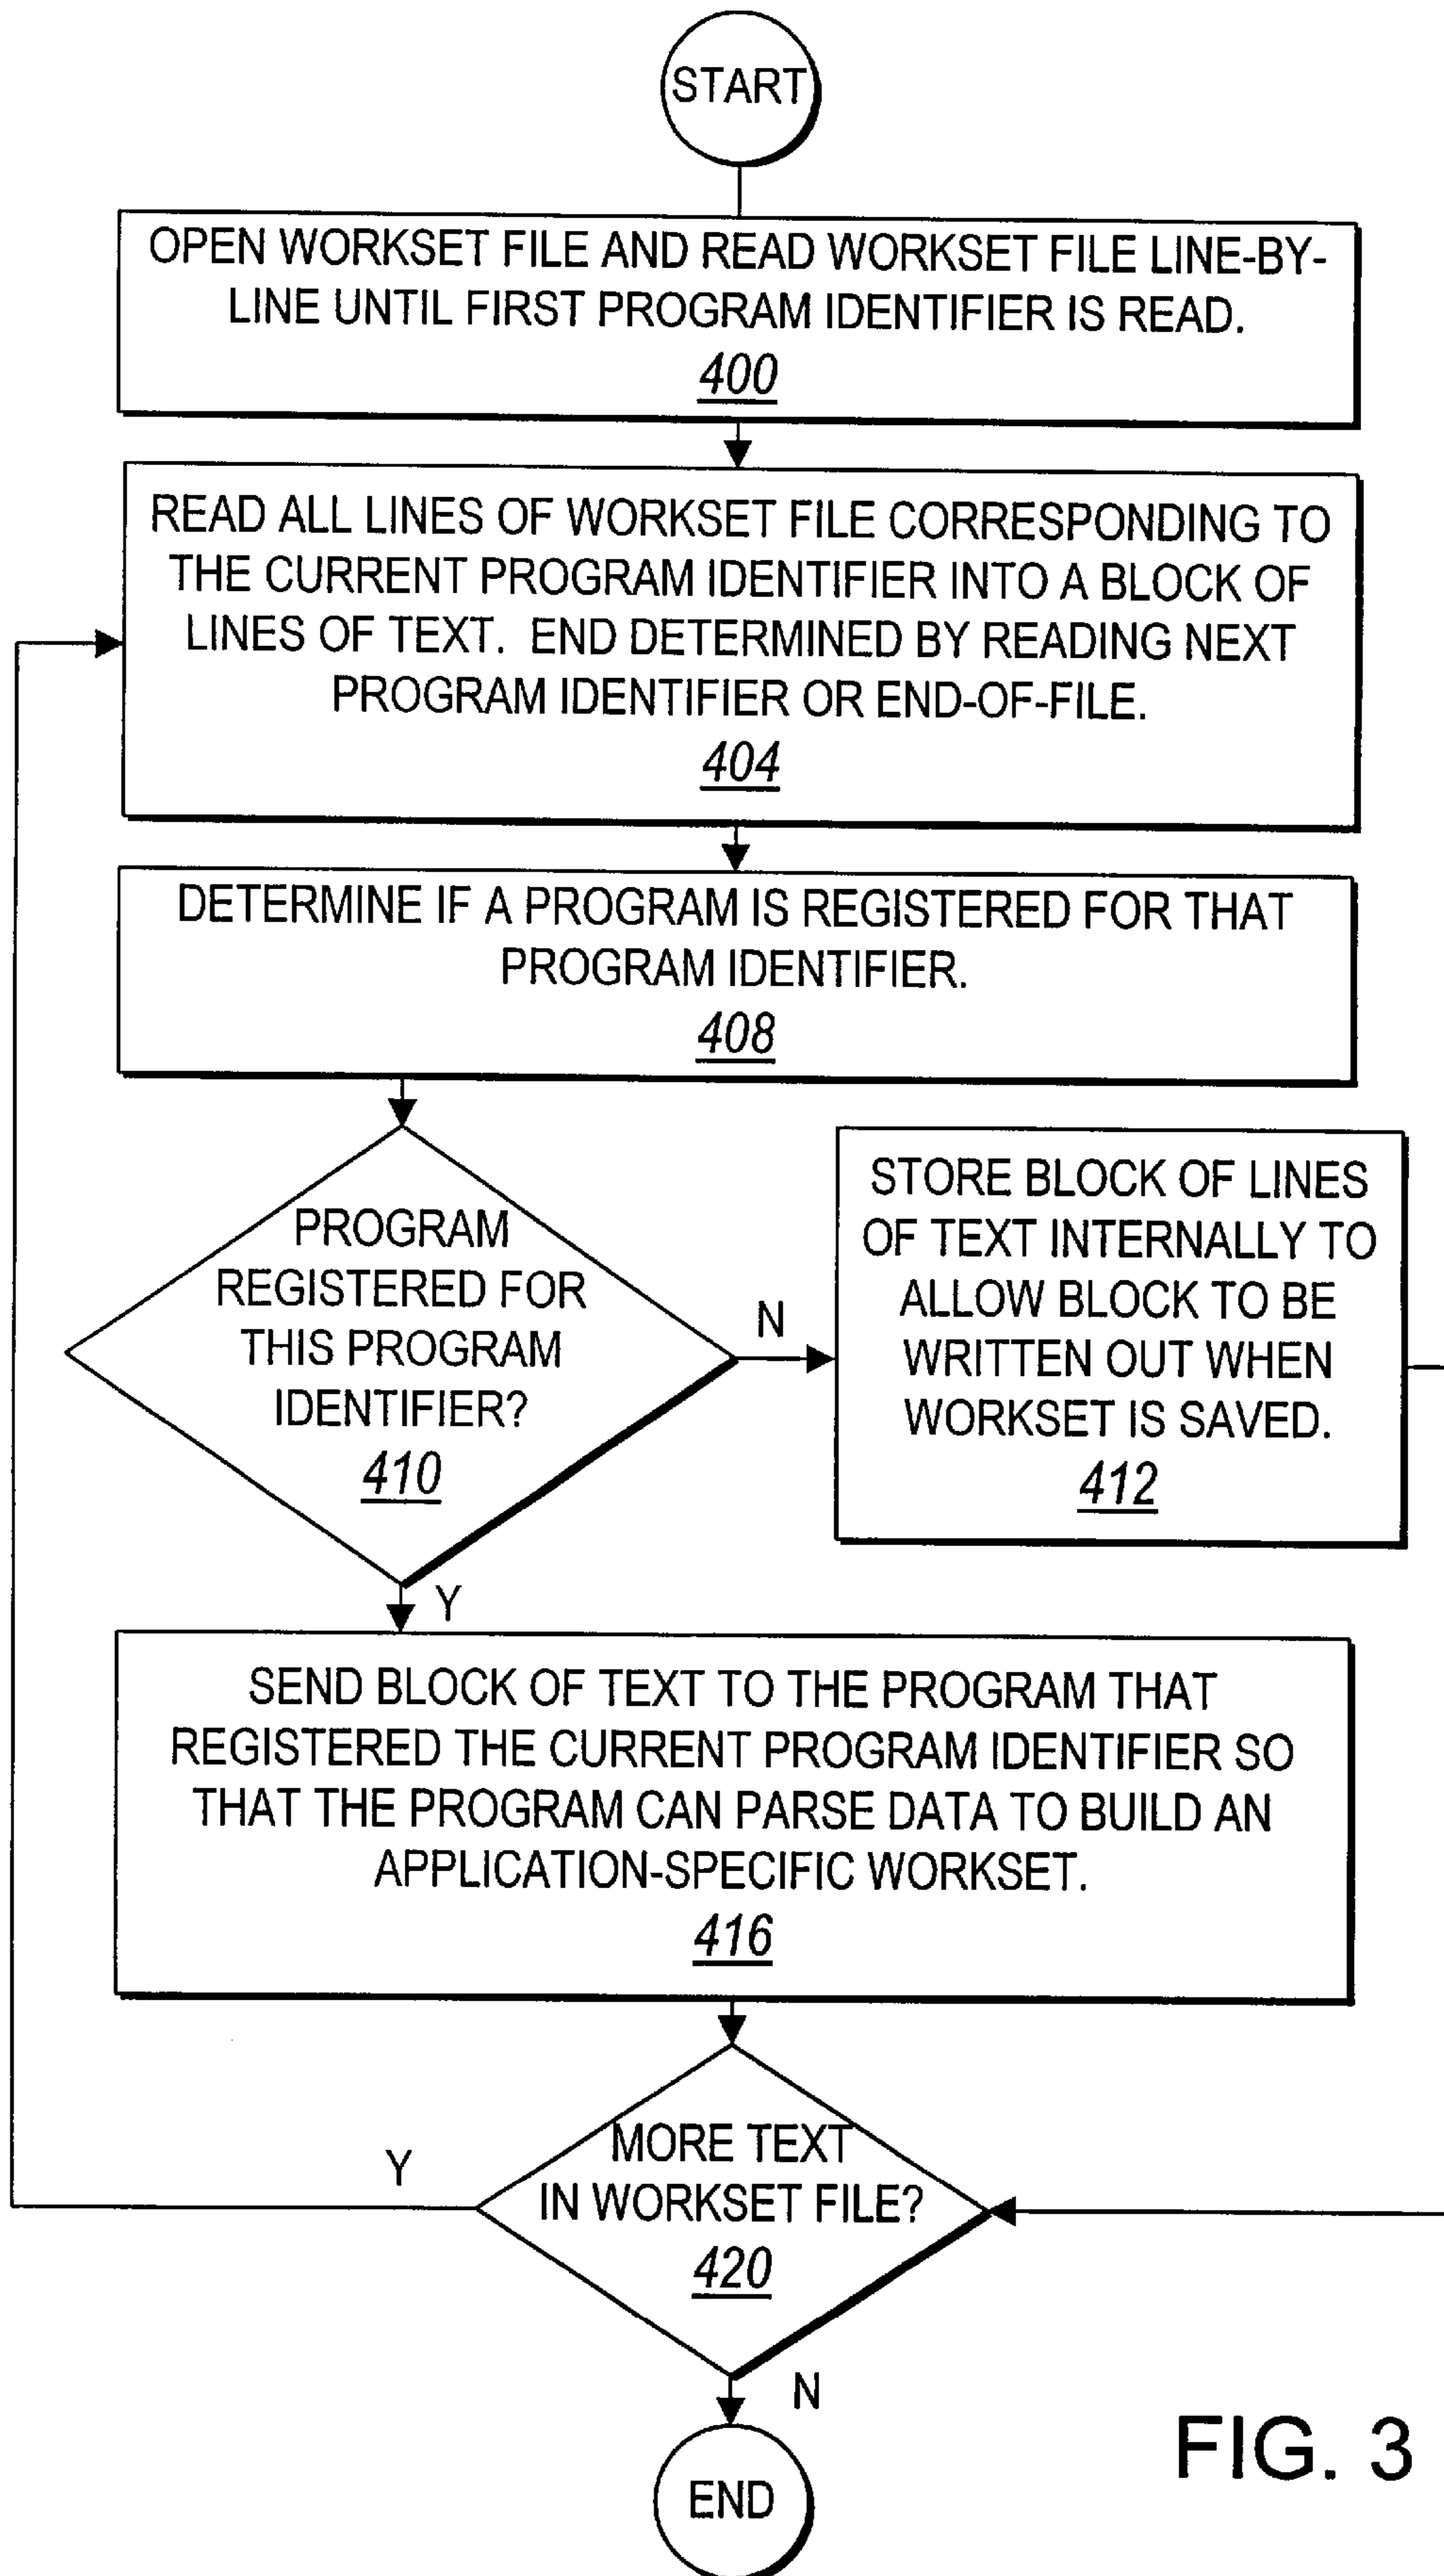 START
OPEN WORKSET FILE AND READ WORKSET FILE LINE-BY-
LINE UNTIL FIRST PROGRAM IDENTIFIER IS READ.
400
READ ALL LINES OF WORKSET FILE CORRESPONDING TO
THE CURRENT PROGRAM IDENTIFIER INTO A BLOCK OF
LINES OF TEXT. END DETERMINED BY READING NEXT
PROGRAM IDENTIFIER OR END-OF-FILE.
404
DETERMINE IF A PROGRAM IS REGISTERED FOR THAT
PROGRAM IDENTIFIER.
408
PROGRAM
REGISTERED FOR
THIS PROGRAM
IDENTIFIER?
410
N
STORE BLOCK OF LINES
OF TEXT INTERNALLY TO
ALLOW BLOCK TO BE
WRITTEN OUT WHEN
WORKSET IS SAVED.
412
Y
SEND BLOCK OF TEXT TO THE PROGRAM THAT
REGISTERED THE CURRENT PROGRAM IDENTIFIER SO
THAT THE PROGRAM CAN PARSE DATA TO BUILD AN
APPLICATION-SPECIFIC WORKSET.
416
Y
MORE TEXT
IN WORKSET FILE?
420
N
END
FIG. 3